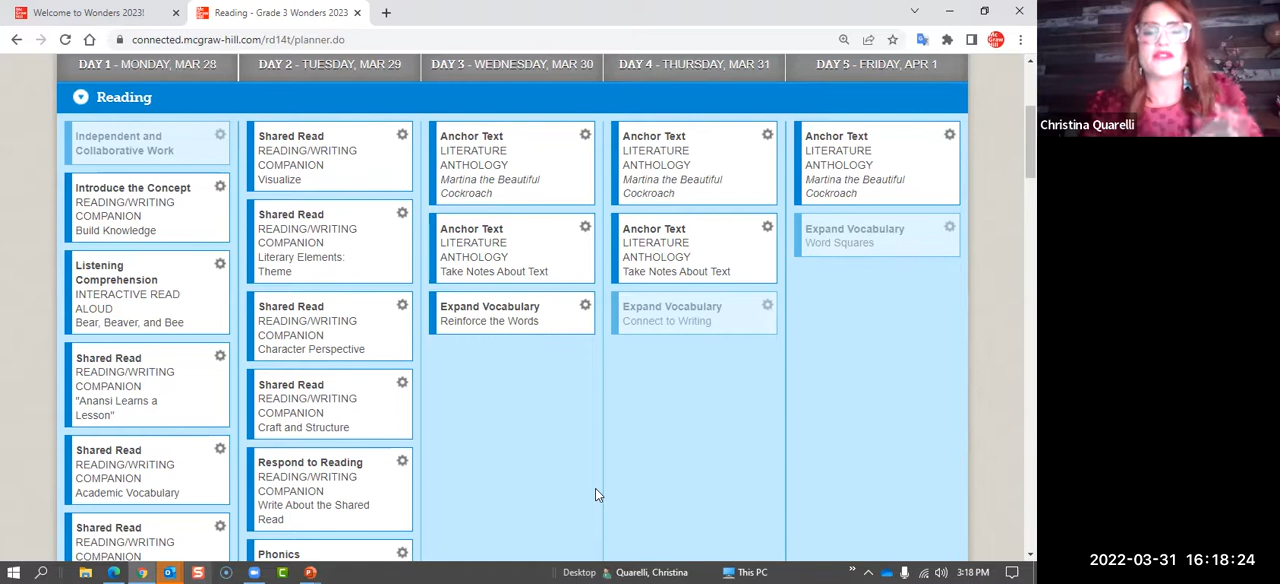 Welcome to Wonders 2023!
Reading - Grade 3 Wonders 2023
connected.mcgraw-hill.com/rd14t/planner.do
DAY 1 - MONDAY, MAR 28
DAY 2 - TUESDAY, MAR 29
DAY 3 - WEDNESDAY, MAR 30
DAY 4 - THURSDAY, MAR 31
DAY 5 - FRIDAY, APR 1
Reading
Independent and
Collaborative Work
Introduce the Concept
READING/WRITING
COMPANION
Build Knowledge
Listening
Comprehension
INTERACTIVE READ
ALOUD
Bear, Beaver, and Bee
Shared Read
READING/WRITING
COMPANION
"Anansi Learns a
Lesson"
Shared Read
READING/WRITING
COMPANION
Academic Vocabulary
Shared Read
READING/WRITING
COMPANION
Shared Read
READING/WRITING
COMPANION
Visualize
Shared Read
READING/WRITING
COMPANION
Literary Elements:
Theme
Shared Read
READING/WRITING
COMPANION
Character Perspective
Shared Read
READING/WRITING
COMPANION
Craft and Structure
Respond to Reading
READING/WRITING
COMPANION
Write About the Shared
Read
Phonics
Anchor Text
LITERATURE
ANTHOLOGY
Martina the Beautiful
Cockroach
Anchor Text
LITERATURE
ANTHOLOGY
Take Notes About Text
Expand Vocabulary
Reinforce the Words
Anchor Text
LITERATURE
ANTHOLOGY
Martina the Beautiful
Cockroach
Anchor Text
LITERATURE
ANTHOLOGY
Take Notes About Text
Expand Vocabulary
Connect to Writing
Anchor Text
LITERATURE
ANTHOLOGY
Martina the Beautiful
Cockroach
Expand Vocabulary
Word Squares
Christina Quarelli
2022-03-31 16:18:24
Desktop
Quarelli, Christina
This PC
3:18 PM